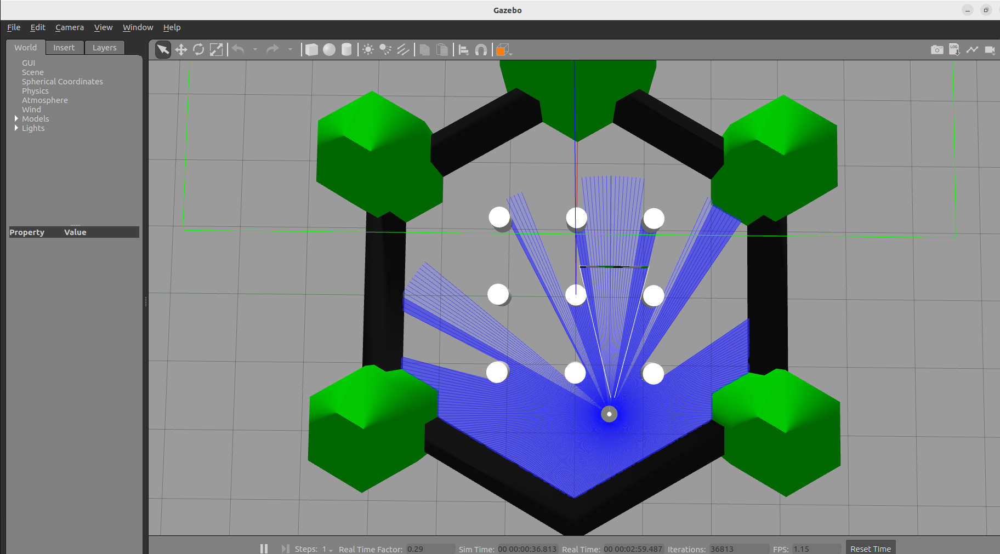 Gazebo
File Edit Camera View Window Help
World Insert Layers
LOG
GUI
Scene
Spherical Coordinates
Physics
Atmosphere
Wind
Models
Lights
Property Value
Steps: 1 Real Time Factor: 0.29 Sim Time: 00 00:00:36.813 Real Time: 00 00:02:59.487 Iterations: 36813 FPS: 1.15 Reset Time